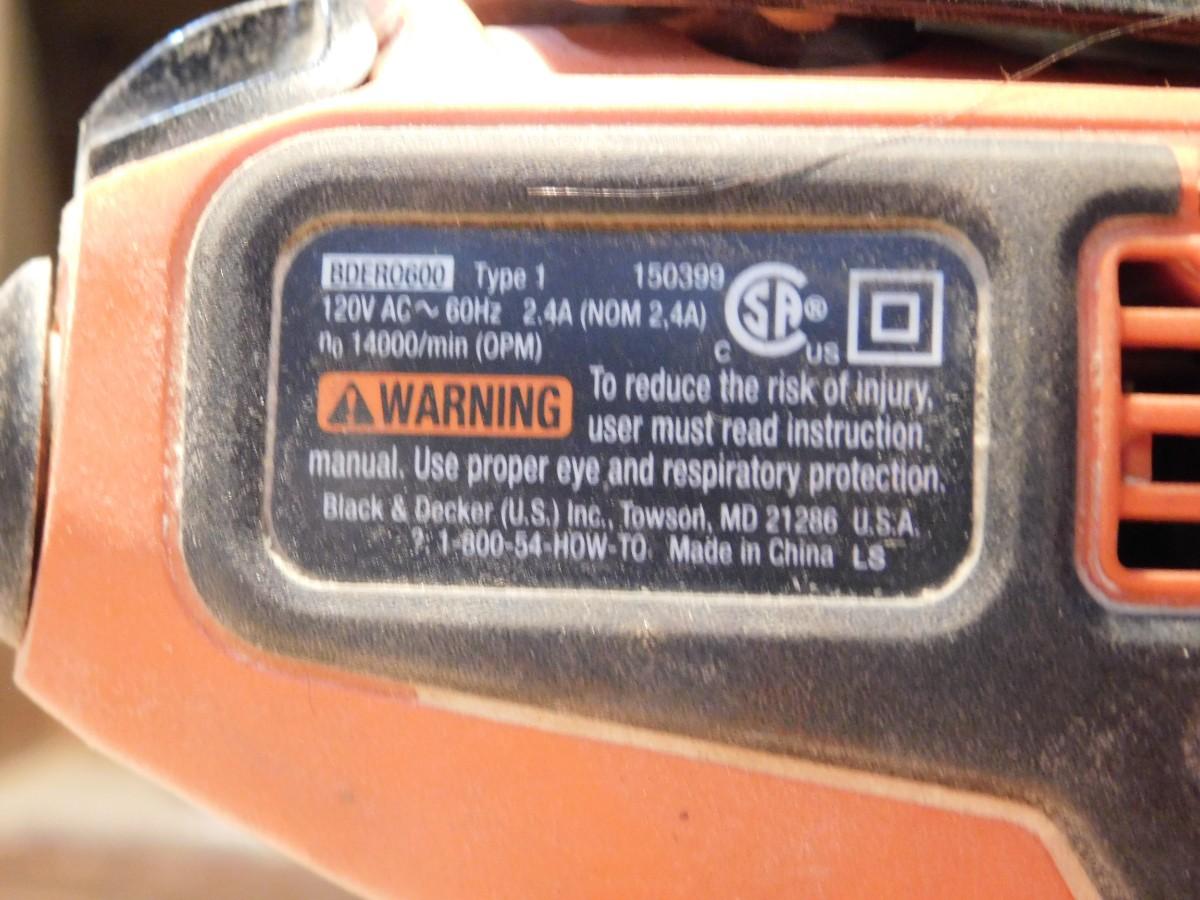 BDERO600 Type 1 150399
120V AC ~ 60Hz 2.4A (NOM 2.4A)
n0 14000/min (OPM)
C SA ® C US
⚠ WARNING To reduce the risk of injury,
user must read instruction
manual. Use proper eye and respiratory protection.
Black & Decker (U.S.) Inc., Towson, MD 21286 U.S.A.
?: 1-800-54-HOW-TO. Made in China LS